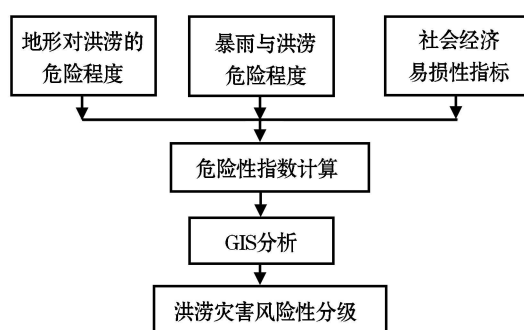 地形对洪涝的
危险程度
暴雨与洪涝
危险程度
社会经济
易损性指标
危险性指数计算
GIS分析
洪涝灾害风险性分级